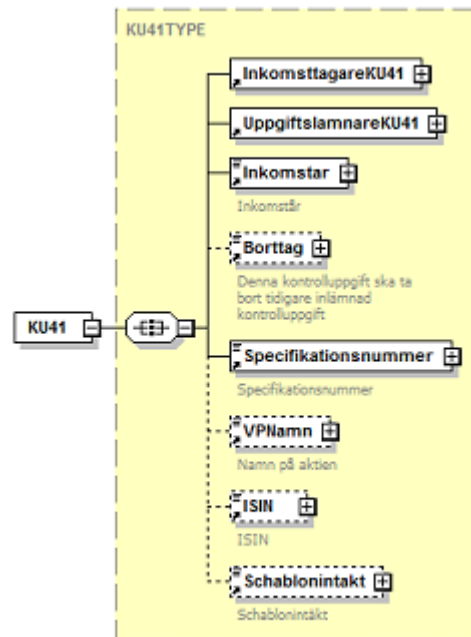 KU41TYPE
InkomsttagareKU41
UppgiftslamnareKU41
Inkomstar
Inkomstår
Borttag
Denna kontrolluppgift ska ta
bort tidigare inlämnad
kontrolluppgift
KU41
Specifikationsnummer
Specifikationsnummer
VPNamn
Namn på aktien
ISIN
ISIN
Schablonintakt
Schablonintäkt